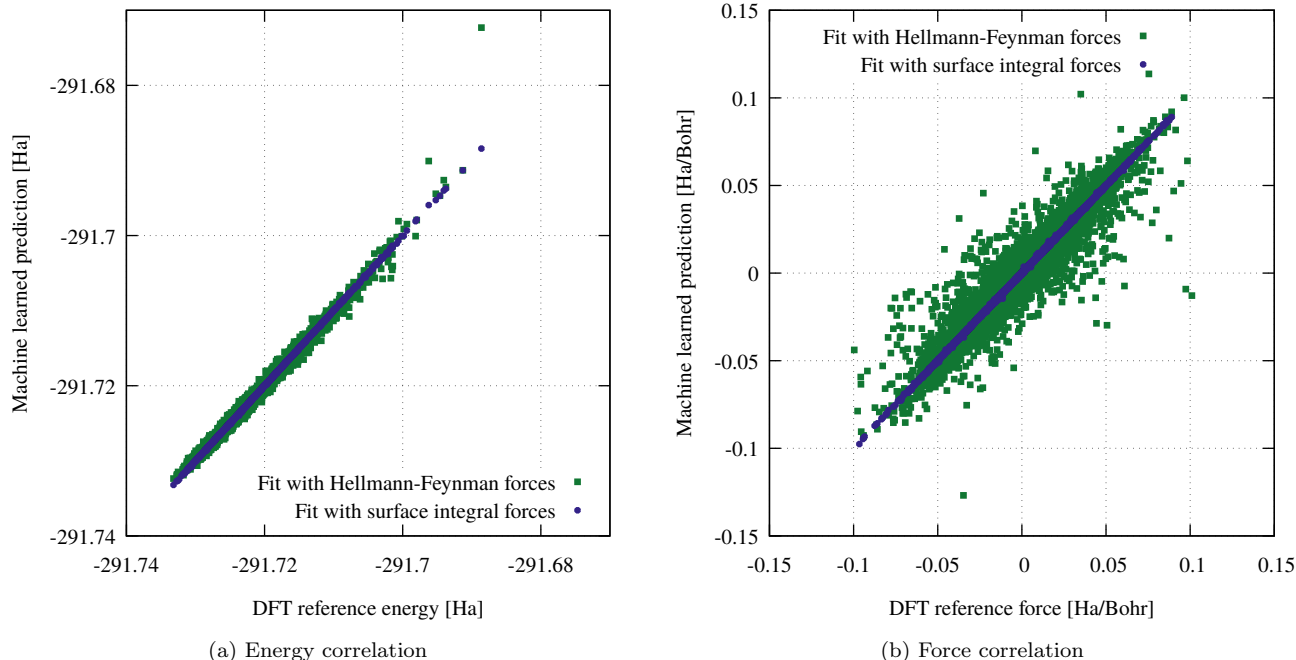 -291.68
-291.7
-291.72
-291.74
Machine learned prediction [Ha]
Fit with Hellmann-Feynman forces
Fit with surface integral forces
-291.74
-291.72
-291.7
-291.68
DFT reference energy [Ha]
(a) Energy correlation
0.15
0.1
0.05
0
-0.05
-0.1
-0.15
Machine learned prediction [Ha/Bohr]
Fit with Hellmann-Feynman forces
Fit with surface integral forces
-0.15
-0.1
-0.05
0
0.05
0.1
0.15
DFT reference force [Ha/Bohr]
(b) Force correlation